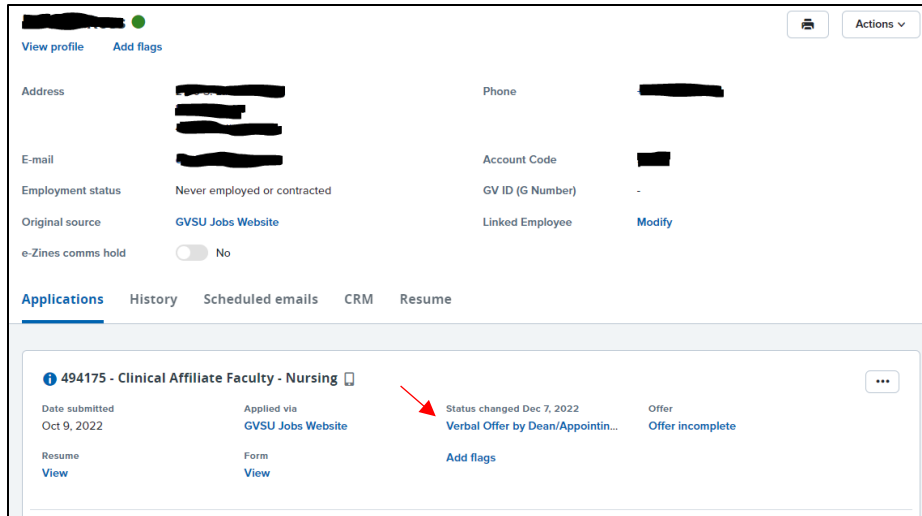 Actions
View profile Add flags
Address Phone
E-mail Account Code
Employment status Never employed or contracted GV ID (G Number) -
Original source GVSU Jobs Website Linked Employee Modify
e-Zines comms hold No
Applications History Scheduled emails CRM Resume
494175 - Clinical Affiliate Faculty - Nursing
Date submitted Applied via Status changed Dec 7, 2022 Offer
Oct 9, 2022 GVSU Jobs Website Verbal Offer by Dean/Appointin... Offer incomplete
Resume Form Add flags
View View